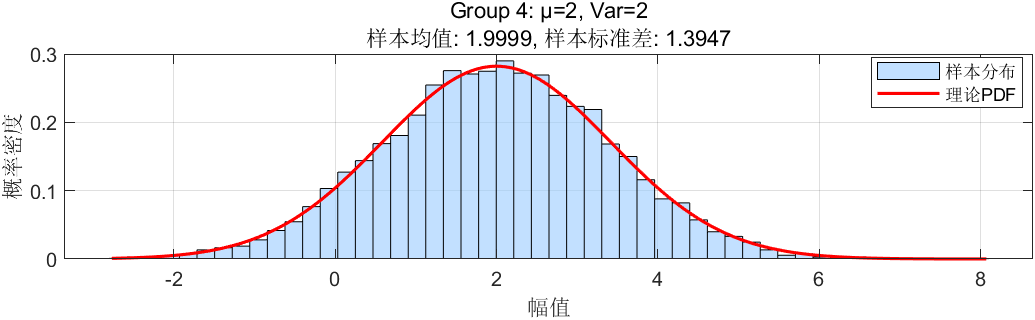 Group 4: μ=2, Var=2
样本均值: 1.9999, 样本标准差: 1.3947
样本分布
理论PDF
概率密度
0.3
0.2
0.1
0
-2 0 2 4 6 8
幅值